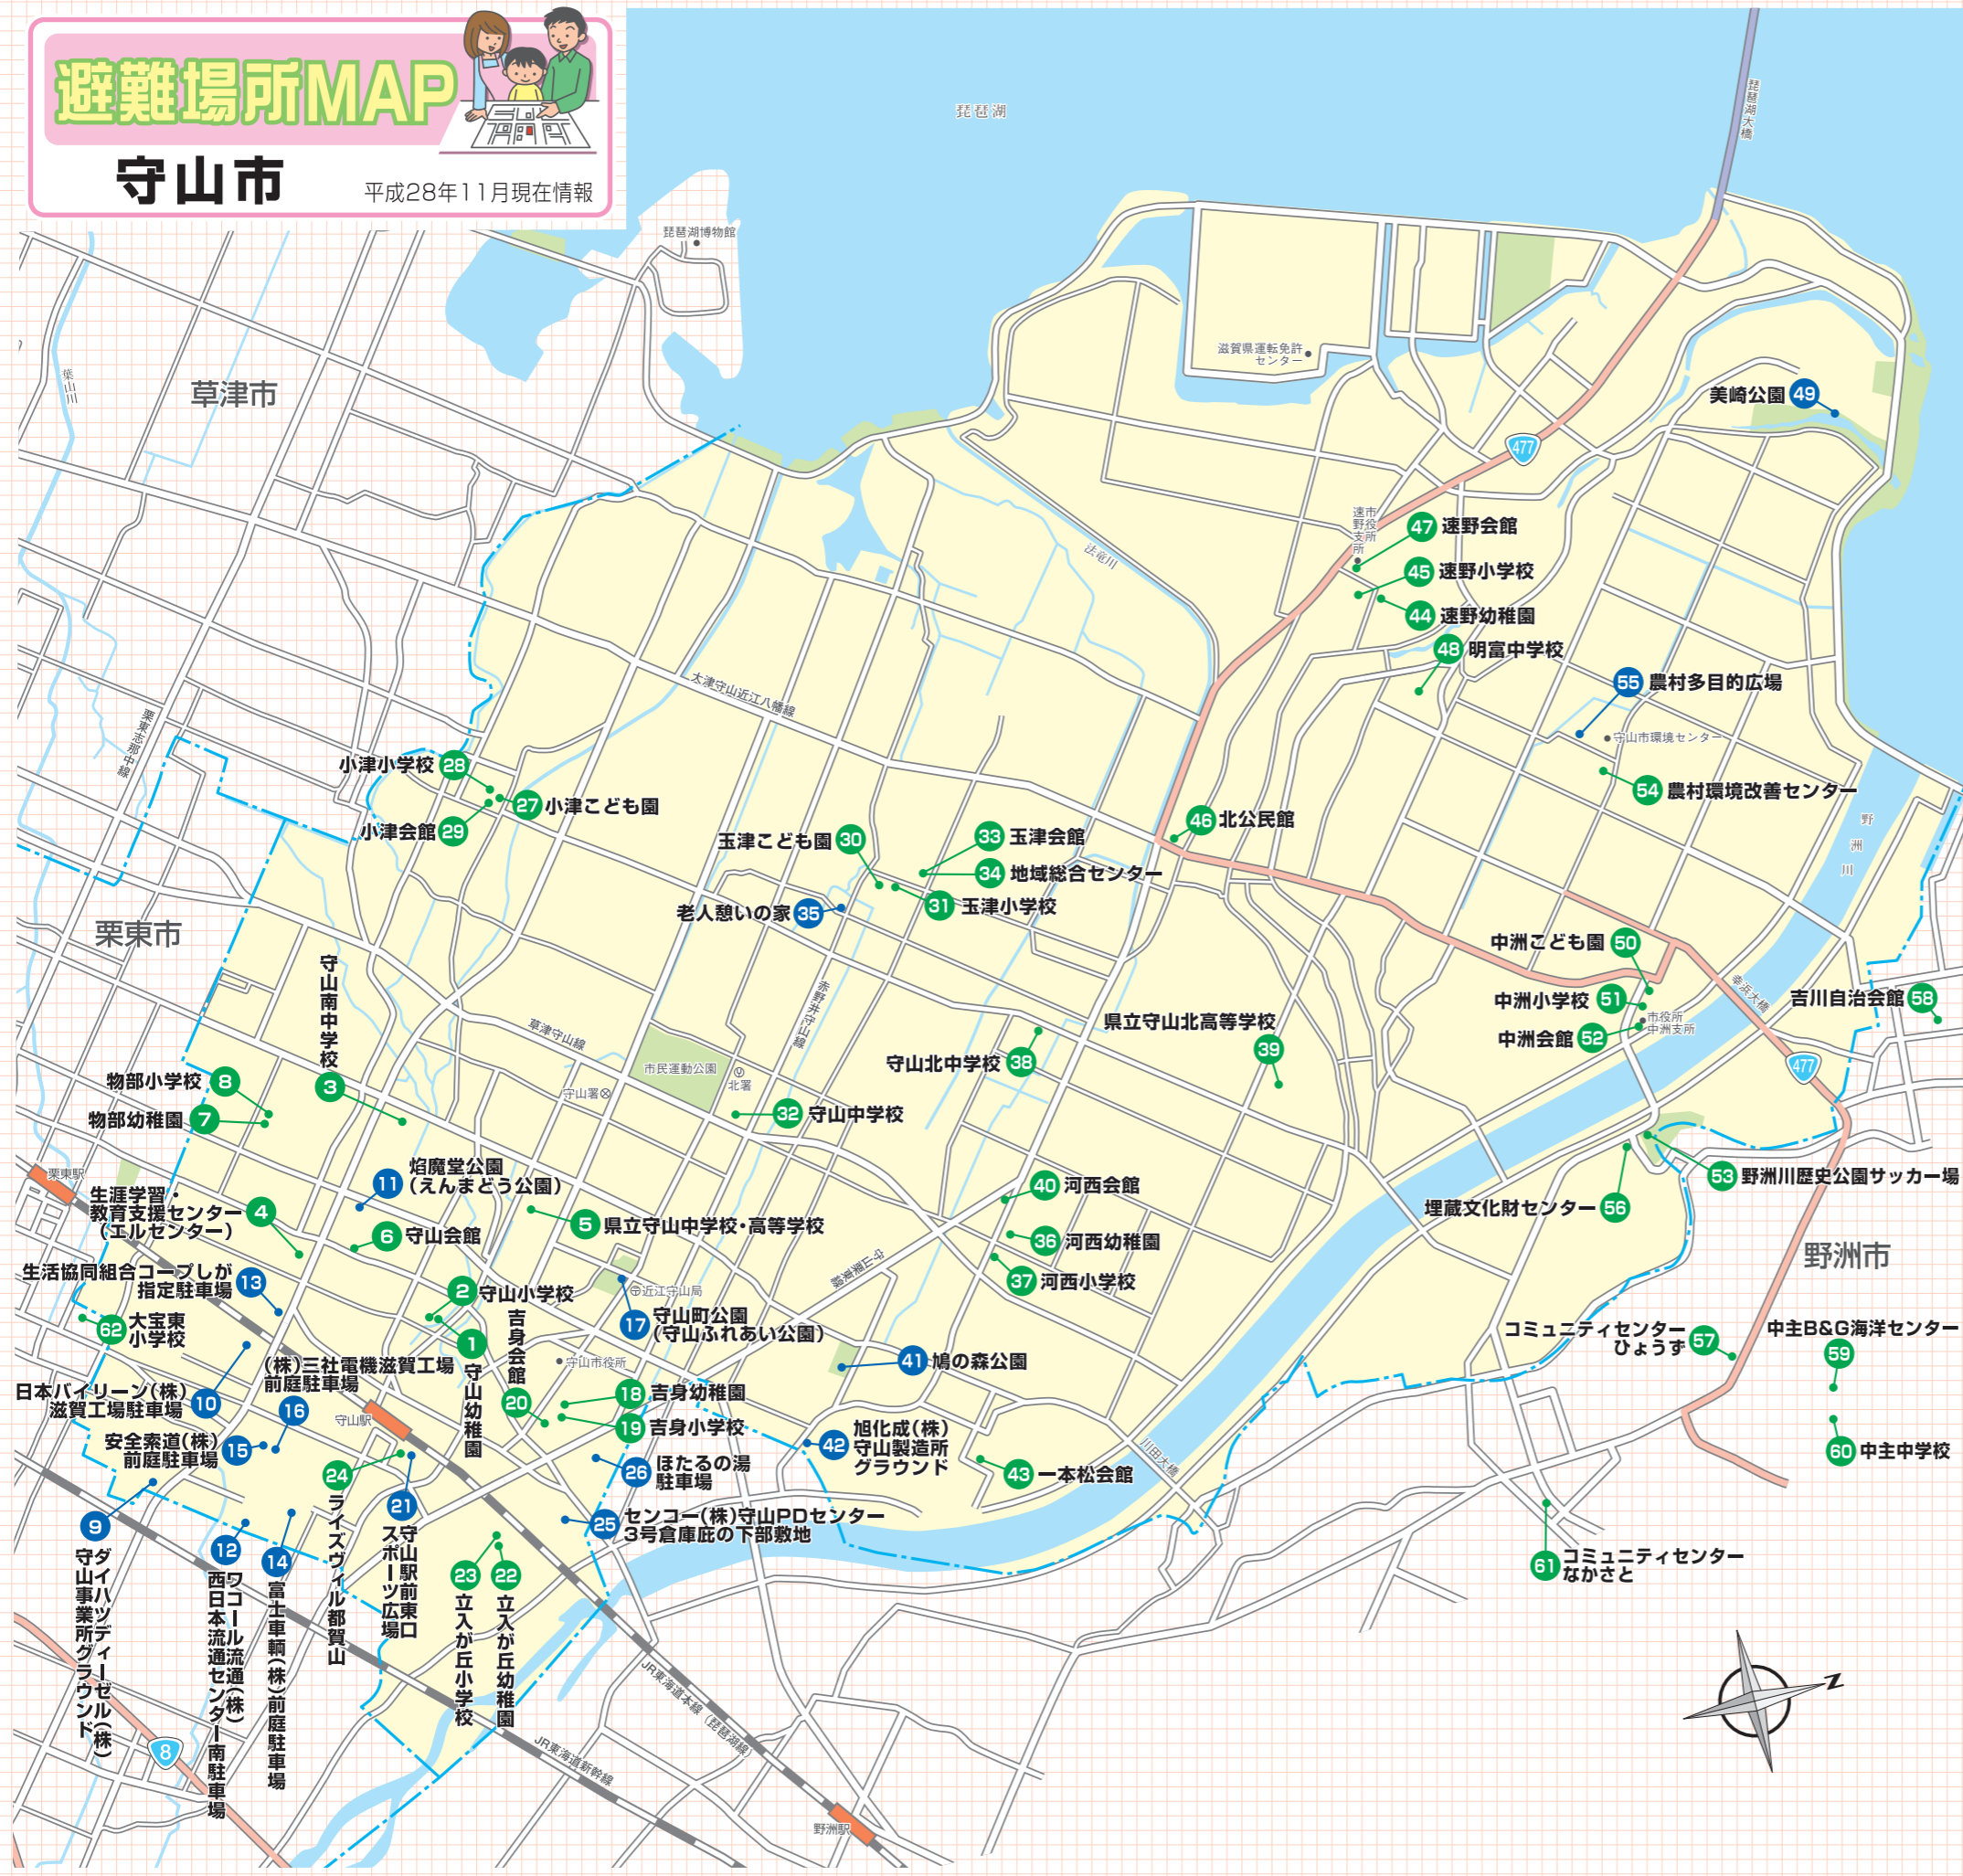 避難場所MAP
守山市
平成28年11月現在情報
琵琶湖
琵琶湖大橋
琵琶湖博物館
滋賀県運転免許
センター
葉山川
草津市
美崎公園 49
477
市役所
速野支所
47 速野会館
45 速野小学校
44 速野幼稚園
48 明富中学校
法竜川
55 農村多目的広場
守山市環境センター
54 農村環境改善センター
大津守山近江八幡線
栗東志那中線
小津小学校 28
27 小津こども園
小津会館 29
玉津こども園 30
33 玉津会館
34 地域総合センター
31 玉津小学校
老人憩いの家 35
46 北公民館
野洲川
栗東市
中洲こども園 50
中洲小学校 51
中洲会館 52
市役所
中洲支所
幸浜大橋
吉川自治会館 58
477
守山南中学校
3
赤野井守山線
草津守山線
市民運動公園
北署
守山署
32 守山中学校
守山北中学校 38
県立守山北高等学校
39
物部小学校 8
物部幼稚園 7
栗東駅
11 焰魔堂公園
(えんまどう公園)
生涯学習・
教育支援センター
(エルセンター)
4
6 守山会館
5 県立守山中学校・高等学校
40 河西会館
36 河西幼稚園
37 河西小学校
守山栗東線
53 野洲川歴史公園サッカー場
埋蔵文化財センター 56
野洲市
生活協同組合コープしが
指定駐車場
13
62 大宝東
小学校
2 守山小学校
1
守山幼稚園
近江守山局
17 守山町公園
(守山ふれあい公園)
吉身会館
20
守山市役所
18 吉身幼稚園
19 吉身小学校
41 鳩の森公園
コミュニティセンター
ひょうず
57
中主B&G海洋センター
59
60 中主中学校
(株)三社電機滋賀工場
前庭駐車場
16
日本バイリーン(株)
滋賀工場駐車場
10
安全索道(株)
前庭駐車場
15
守山駅
26 ほたるの湯
駐車場
42 旭化成(株)
守山製造所
グラウンド
43 一本松会館
川田大橋
24
ライズヴィル都賀山
21
守山駅前東口
スポーツ広場
25 センコー(株)守山PDセンター
3号倉庫庇の下部敷地
9
ダイハツディーゼル(株)
守山事業所グラウンド
12
ワコール流通(株)
西日本流通センター南駐車場
14
富士車輌(株)前庭駐車場
23
立入が丘小学校
22
立入が丘幼稚園
61 コミュニティセンター
なかさと
JR東海道本線(琵琶湖線)
JR東海道新幹線
8
野洲駅
N